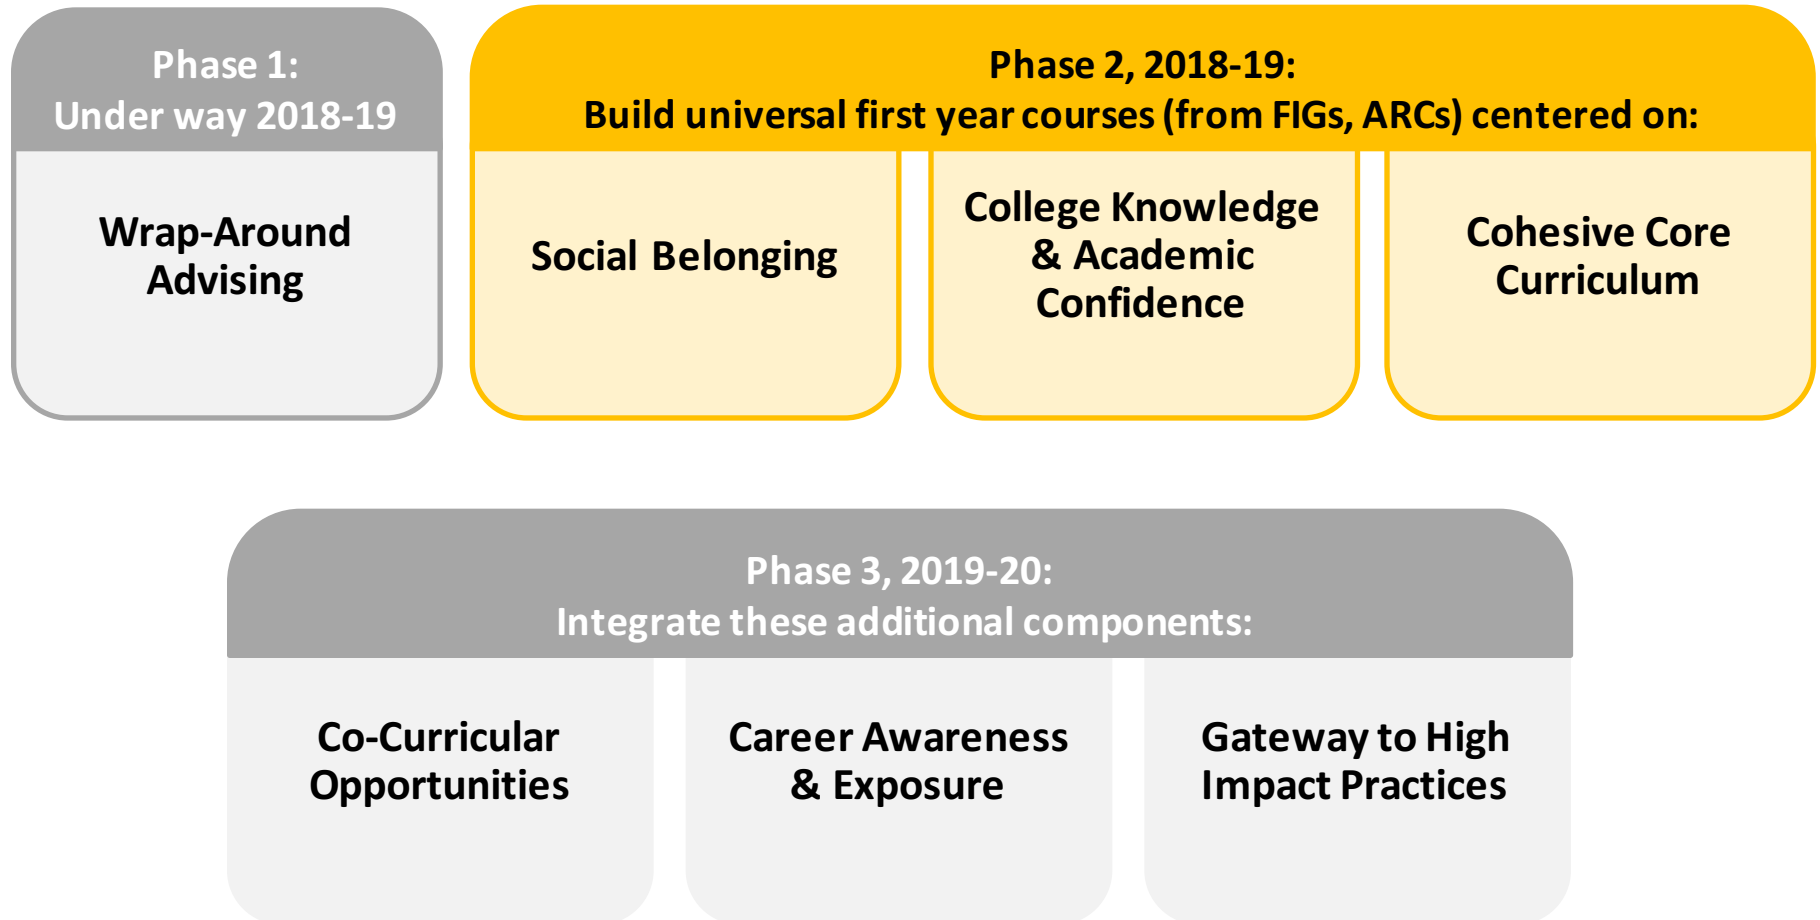 Phase 1:
Under way 2018-19
Wrap-Around
Advising
Phase 2, 2018-19:
Build universal first year courses (from FIGs, ARCs) centered on:
Social Belonging
College Knowledge
& Academic
Confidence
Cohesive Core
Curriculum
Phase 3, 2019-20:
Integrate these additional components:
Co-Curricular
Opportunities
Career Awareness
& Exposure
Gateway to High
Impact Practices